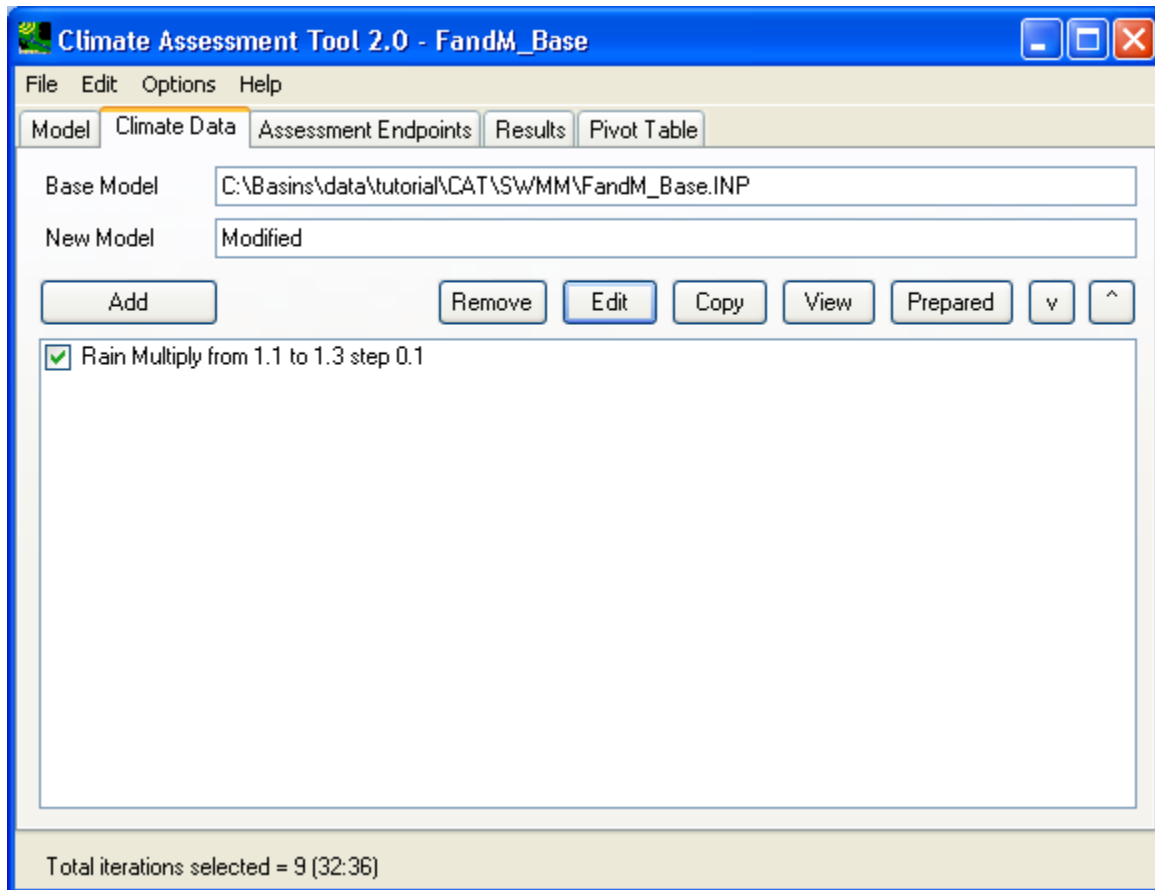 Climate Assessment Tool 2.0 - FandM_Base
File Edit Options Help
Model Climate Data Assessment Endpoints Results Pivot Table
Base Model C:\Basins\data\tutorial\CAT\SWMM\FandM_Base.INP
New Model Modified
Add Remove Edit Copy View Prepared v ^
Rain Multiply from 1.1 to 1.3 step 0.1
Total iterations selected = 9 (32:36)